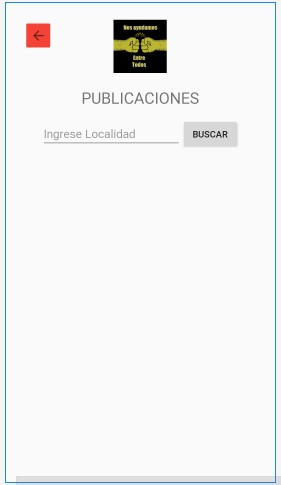 Nos ayudamos
Entre
Todos
PUBLICACIONES
Ingrese Localidad
BUSCAR